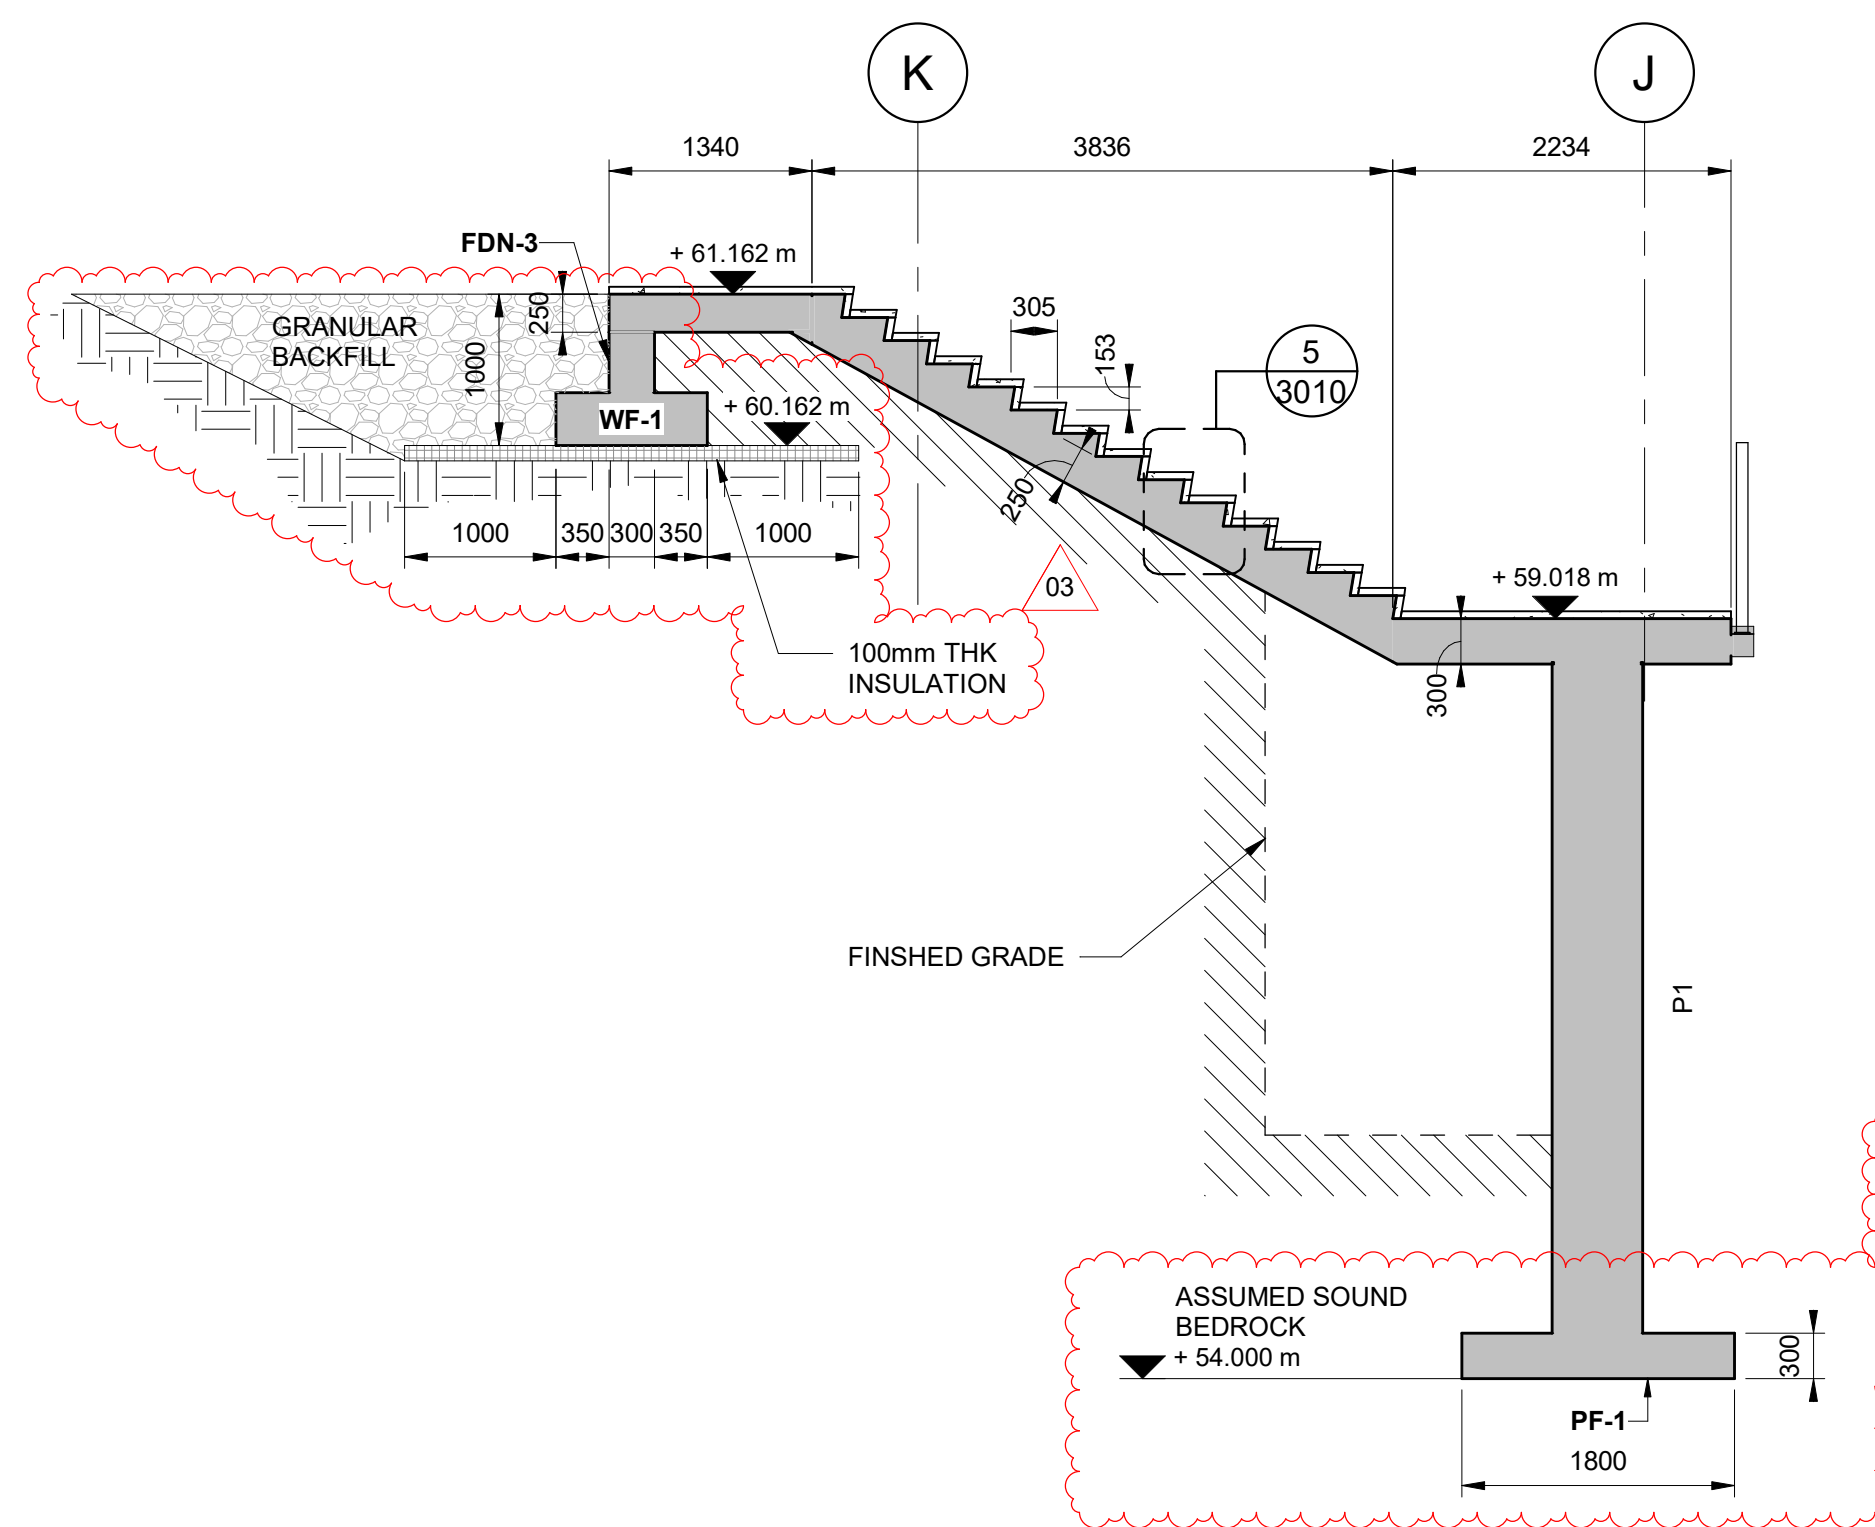 K
J
1340
3836
2234
FDN-3
+ 61.162 m
250
GRANULAR
BACKFILL
1000
305
153
5
3010
WF-1
+ 60.162 m
250
1000
350
300
350
1000
03
+ 59.018 m
300
100mm THK
INSULATION
FINSHED GRADE
P1
ASSUMED SOUND
BEDROCK
+ 54.000 m
300
PF-1
1800